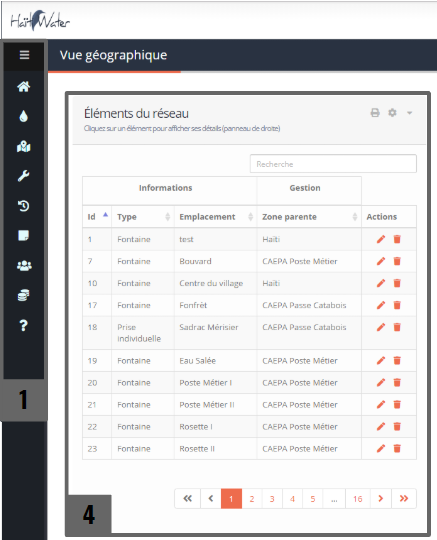 Haïti Water
Vue géographique
Éléments du réseau
Cliquez sur un élément pour afficher ses détails (panneau de droite)
Recherche
Informations Gestion
Id Type Emplacement Zone parente Actions
1 Fontaine test Haïti
7 Fontaine Bouvard CAEPA Poste Métier
10 Fontaine Centre du village Haïti
17 Fontaine Fonfrèt CAEPA Passe Catabois
18 Prise individuelle Sadrac Mérisier CAEPA Passe Catabois
19 Fontaine Eau Salée CAEPA Poste Métier
20 Fontaine Poste Métier I CAEPA Poste Métier
21 Fontaine Poste Métier II CAEPA Poste Métier
22 Fontaine Rosette I CAEPA Poste Métier
23 Fontaine Rosette II CAEPA Poste Métier
1
« ‹ 1 2 3 4 5 ... 16 › »
4